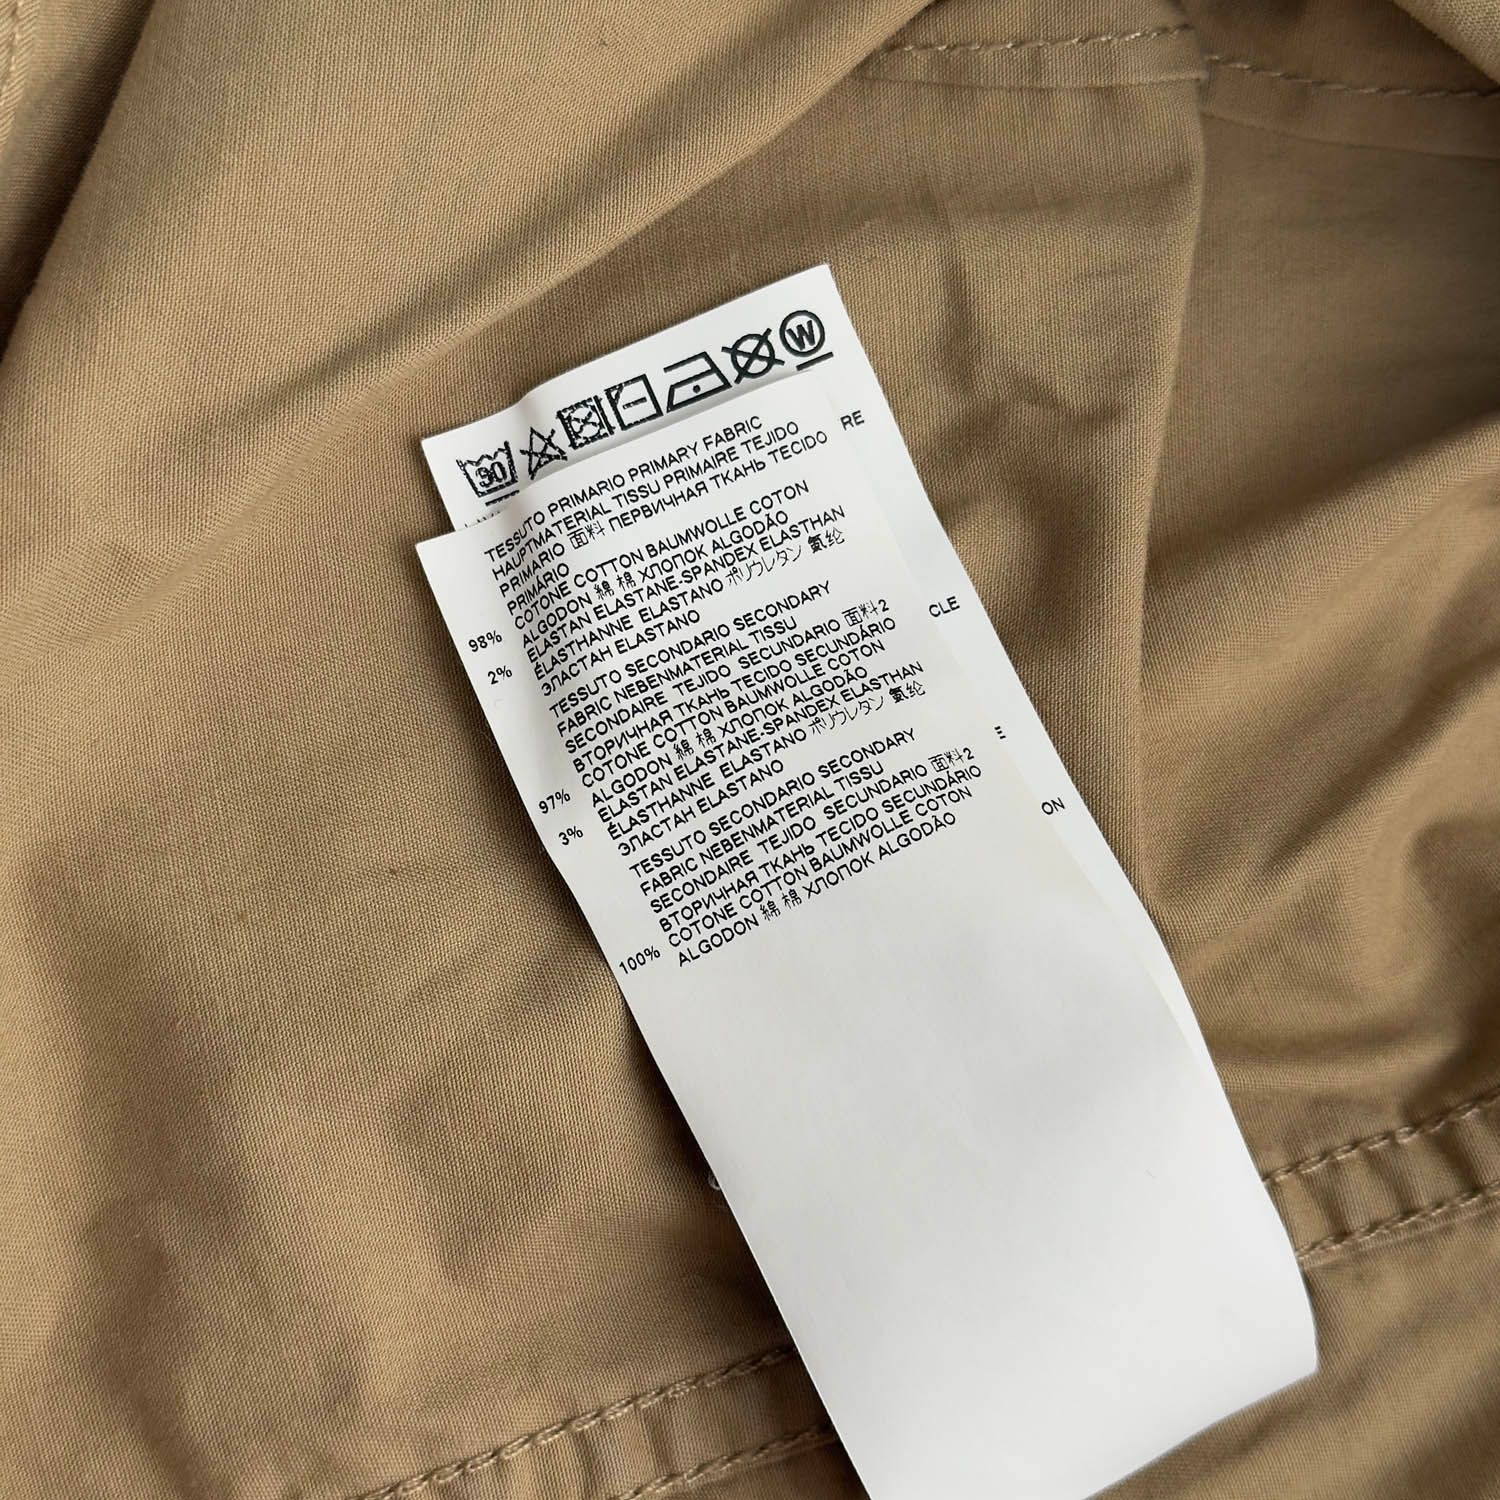 30
W
TESSUTO PRIMARIO PRIMARY FABRIC
HAUPTMATERIAL TISSU PRIMAIRE TEJIDO
PRIMARIO 面料 ПЕРВИЧНАЯ ТКАНЬ TECIDO
PRIMÁRIO
98% COTONE COTTON BAUMWOLLE COTON
ALGODON 綿 棉 ХЛОПОК ALGODÃO
2% ELASTAN ELASTANE-SPANDEX ELASTHAN
ÉLASTHANNE ELASTANO ポリウレタン 氨纶
ЭЛАСТАН ELASTANO
TESSUTO SECONDARIO SECONDARY
FABRIC NEBENMATERIAL TISSU
SECONDAIRE TEJIDO SECUNDARIO 面料2
ВТОРИЧНАЯ ТКАНЬ TECIDO SECUNDÁRIO
97% COTONE COTTON BAUMWOLLE COTON
ALGODON 綿 棉 ХЛОПОК ALGODÃO
3% ELASTAN ELASTANE-SPANDEX ELASTHAN
ÉLASTHANNE ELASTANO ポリウレタン 氨纶
ЭЛАСТАН ELASTANO
TESSUTO SECONDARIO SECONDARY
FABRIC NEBENMATERIAL TISSU
SECONDAIRE TEJIDO SECUNDARIO 面料2
ВТОРИЧНАЯ ТКАНЬ TECIDO SECUNDÁRIO
100% COTONE COTTON BAUMWOLLE COTON
ALGODON 綿 棉 ХЛОПОК ALGODÃO
RE
CLE
E
ON